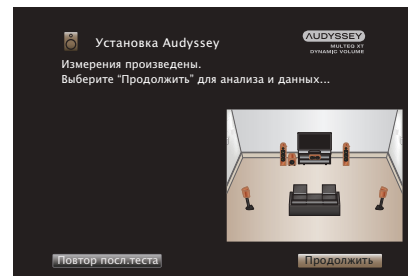 Установка Audyssey
AUDYSSEY
MULTEQ XT
DYNAMIC VOLUME
Измерения произведены.
Выберите “Продолжить” для анализа и данных...
Повтор посл.теста
Продолжить